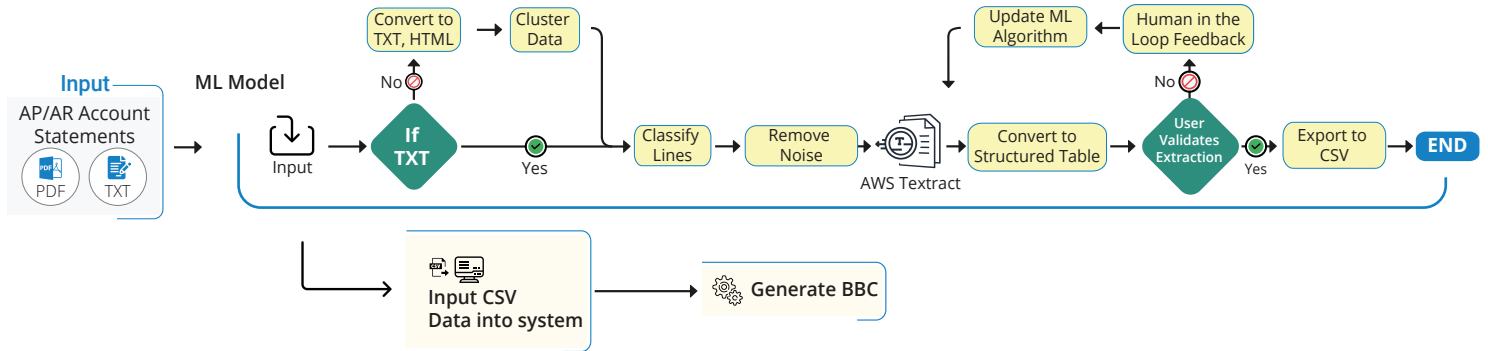 Input
AP/AR Account
Statements
PDF
PDF
TXT
ML Model
Input
If
TXT
No
Convert to
TXT, HTML
Cluster
Data
Yes
Classify
Lines
Remove
Noise
T
AWS Textract
Convert to
Structured Table
User
Validates
Extraction
No
Human in the
Loop Feedback
Update ML
Algorithm
Yes
Export to
CSV
END
CSV
Input CSV
Data into system
Generate BBC